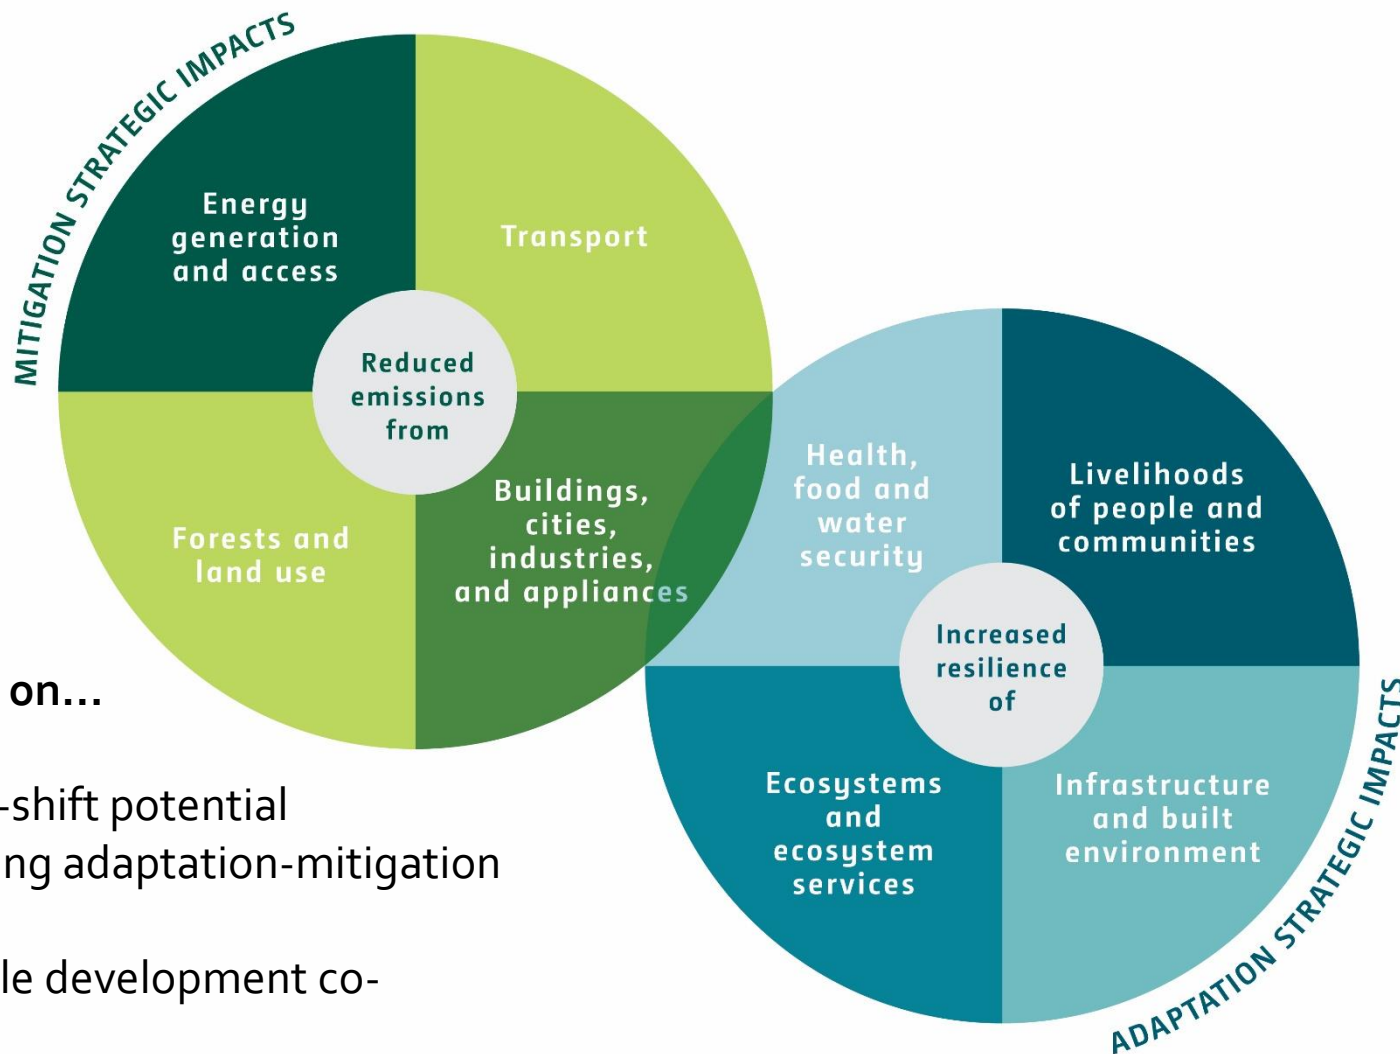 MITIGATION STRATEGIC IMPACTS
Energy
generation
and access
Transport
Reduced
emissions
from
Forests and
land use
Buildings,
cities,
industries,
and appliances
Health,
food and
water
security
Livelihoods
of people and
communities
Increased
resilience
of
Ecosystems
and
ecosystem
services
Infrastructure
and built
environment
ADAPTATION STRATEGIC IMPACTS
on...
-shift potential
ng adaptation-mitigation
le development co-